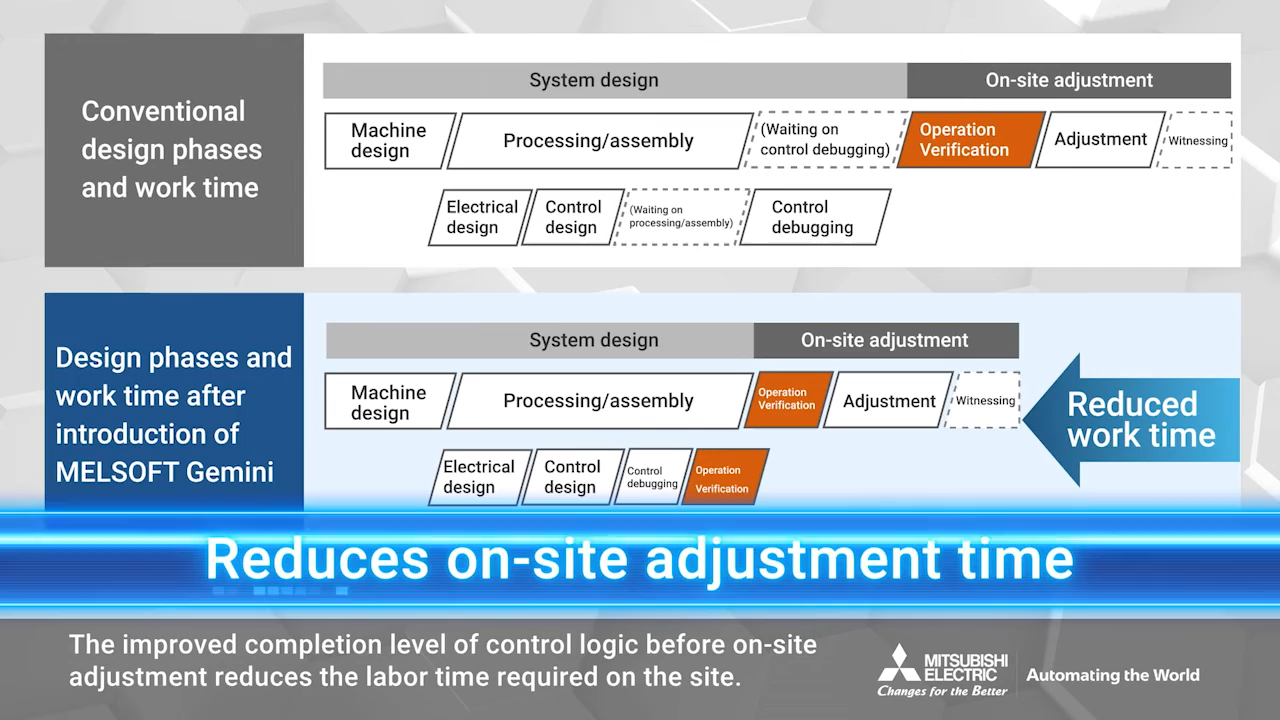 Conventional
design phases
and work time
System design
On-site adjustment
Machine
design
Processing/assembly
(Waiting on
control debugging)
Operation
Verification
Adjustment
Witnessing
Electrical
design
Control
design
(Waiting on
processing/assembly)
Control
debugging
Design phases and
work time after
introduction of
MELSOFT Gemini
System design
On-site adjustment
Machine
design
Processing/assembly
Operation
Verification
Adjustment
Witnessing
Electrical
design
Control
design
Control
debugging
Operation
Verification
Reduced
work time
Reduces on-site adjustment time
The improved completion level of control logic before on-site
adjustment reduces the labor time required on the site.
MITSUBISHI
ELECTRIC
Changes for the Better
Automating the World